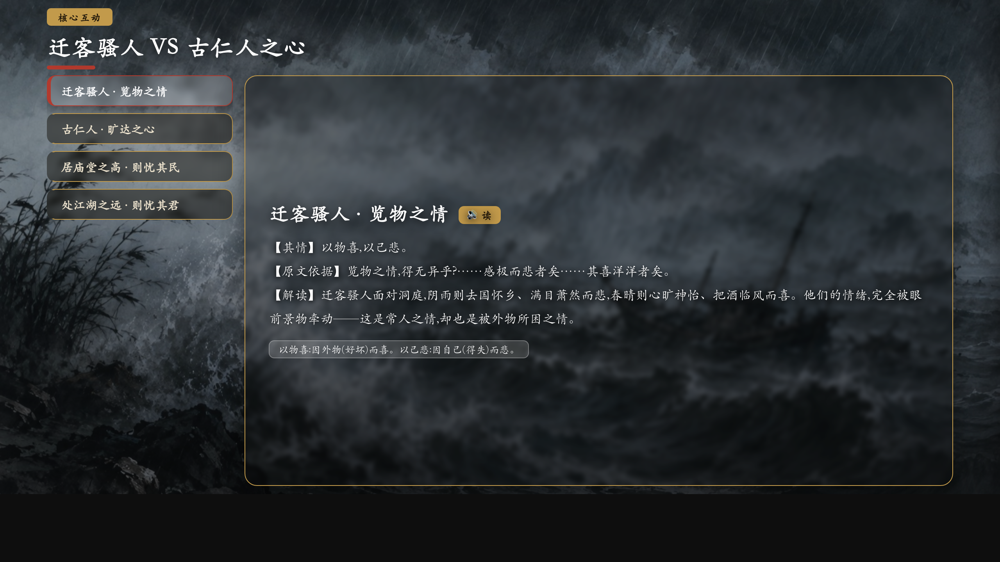 核心互动
迁客骚人 VS 古仁人之心
迁客骚人·览物之情
古仁人·旷达之心
居庙堂之高·则忧其民
处江湖之远·则忧其君
迁客骚人·览物之情
读
【其情】以物喜,以己悲。
【原文依据】览物之情,得无异乎?……感极而悲者矣……其喜洋洋者矣。
【解读】迁客骚人面对洞庭,阴雨则去国怀乡、满目萧然而悲,春晴则心旷神怡、把酒临风而喜。他们的情绪,完全被眼
前景物牵动——这是常人之情,却也是被外物所困之情。
以物喜:因外物(好坏)而喜。以己悲:因自己(得失)而悲。